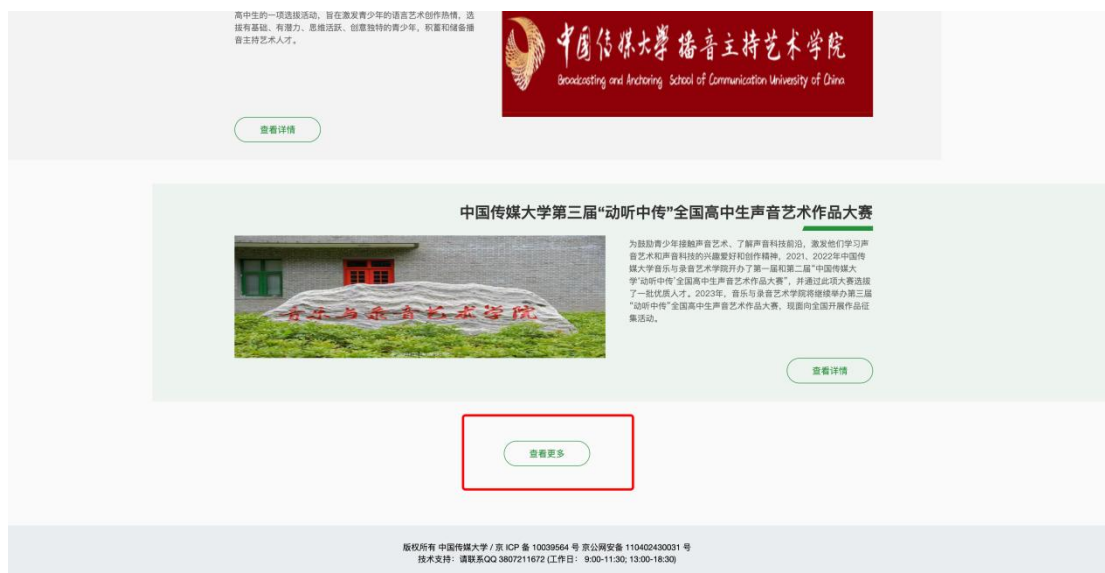 高中生的一项选拔活动，旨在激发青少年的语言艺术创作热情，选
拔有基础、有潜力、思维活跃、创意独特的青少年，积蓄和储备播
音主持艺术人才。
中国传媒大学 播音主持艺术学院
Broadcasting and Anchoring School of Communication University of China
查看详情
中国传媒大学第三届“动听中传”全国高中生声音艺术作品大赛
音乐与录音艺术学院
为鼓励青少年接触声音艺术、了解声音科技前沿，激发他们学习声
音艺术和声音科技的兴趣爱好和创作精神，2021、2022年中国传
媒大学音乐与录音艺术学院开办了第一届和第二届“中国传媒大
学‘动听中传’全国高中生声音艺术作品大赛”，并通过此项大赛选拔
了一批优质人才。2023年，音乐与录音艺术学院将继续举办第三届
“动听中传”全国高中生声音艺术作品大赛，现面向全国开展作品征
集活动。
查看详情
查看更多
版权所有 中国传媒大学 / 京 ICP 备 10039564 号 京公网安备 110402430031 号
技术支持：请联系QQ 3807211672 (工作日： 9:00-11:30; 13:00-18:30)